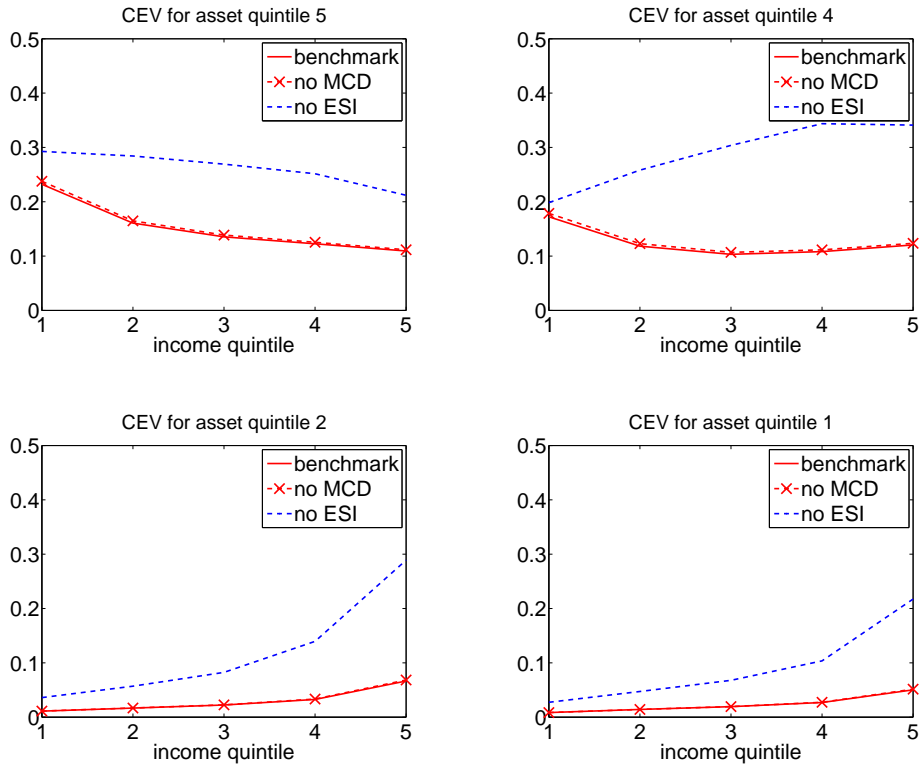 CEV for asset quintile 5
0.5
0.4
0.3
0.2
0.1
0
benchmark
no MCD
no ESI
1 2 3 4 5
income quintile
CEV for asset quintile 4
0.5
0.4
0.3
0.2
0.1
0
benchmark
no MCD
no ESI
1 2 3 4 5
income quintile
CEV for asset quintile 2
0.5
0.4
0.3
0.2
0.1
0
benchmark
no MCD
no ESI
1 2 3 4 5
income quintile
CEV for asset quintile 1
0.5
0.4
0.3
0.2
0.1
0
benchmark
no MCD
no ESI
1 2 3 4 5
income quintile